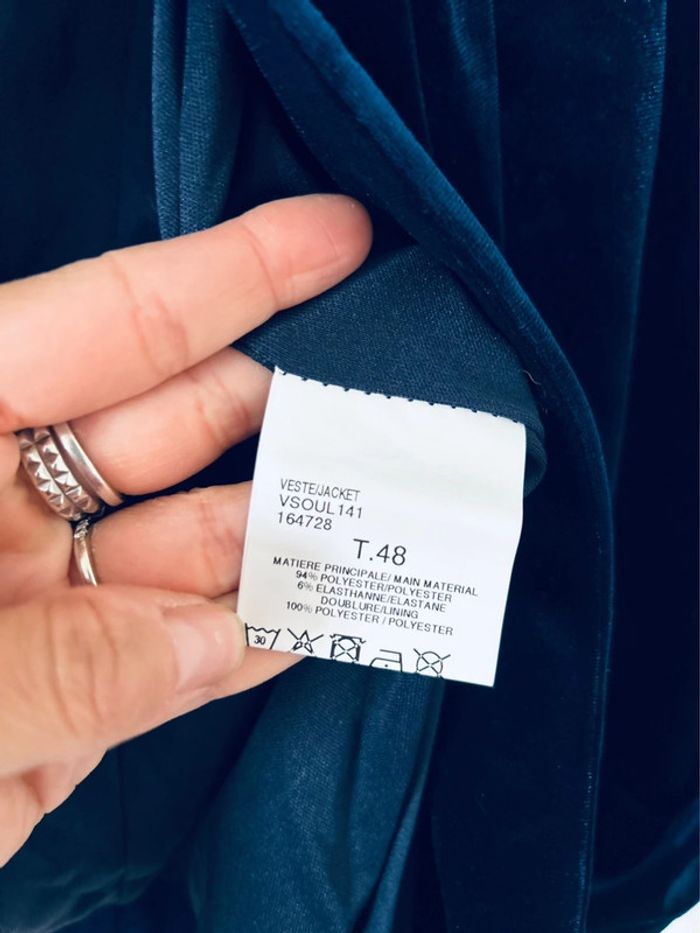 VESTE/JACKET
VSOUL141
164728
T.48
MATIERE PRINCIPALE/ MAIN MATERIAL
94% POLYESTER/POLYESTER
6% ELASTHANNE/ELASTANE
DOUBLURE/LINING
100% POLYESTER / POLYESTER
30